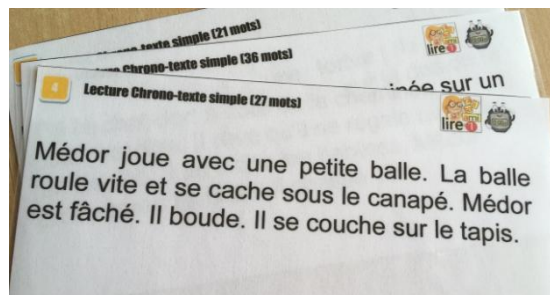 texte simple (21 mots)
Chrono-texte simple (36 mots)
sur un
4
Lecture Chrono-texte simple (27 mots)
lire
lire
Médor joue avec une petite balle. La balle
roule vite et se cache sous le canapé. Médor
est fâché. Il boude. Il se couche sur le tapis.